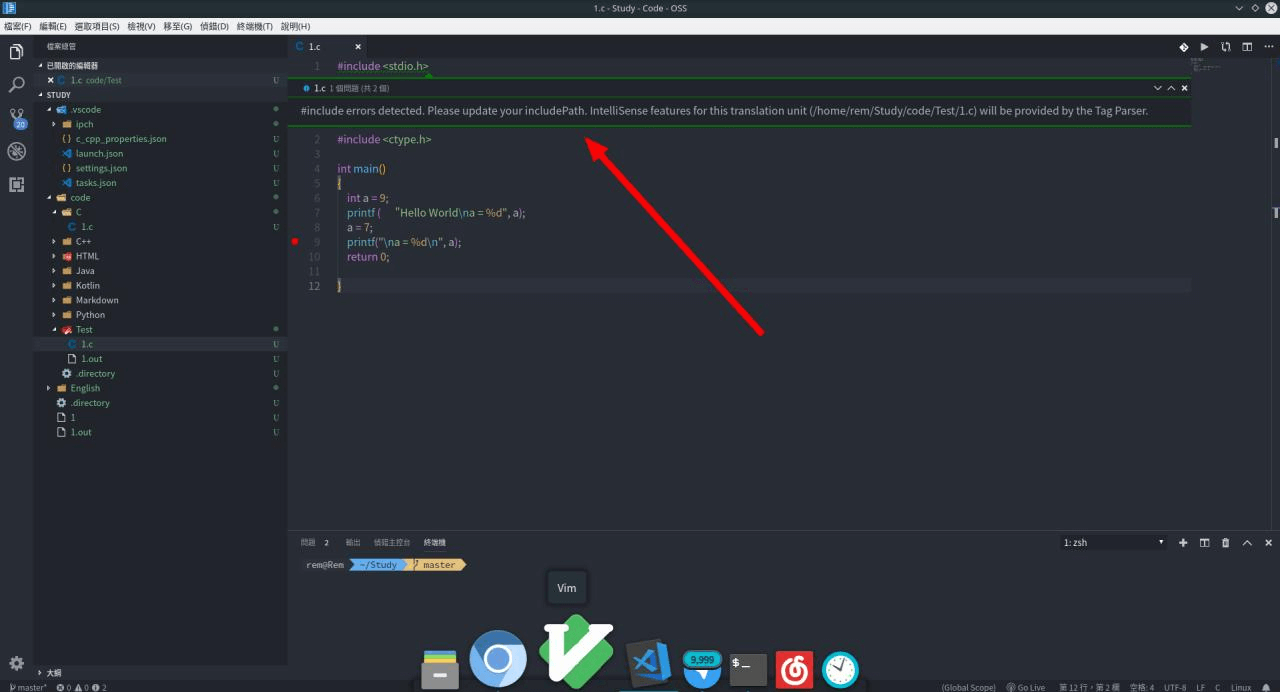 1.c - Study - Code - OSS
檔案(F) 編輯(E) 選取項目(S) 檢視(V) 移至(G) 偵錯(D) 終端機(T) 說明(H)
檔案總管
已開啟的編輯器
1.c code/Test U
STUDY
.vscode
ipch
c_cpp_properties.json U
launch.json U
settings.json U
tasks.json U
code
C
1.c U
C++
HTML
Java
Kotlin
Markdown
Python
Test
1.c U
1.out U
.directory U
English
.directory U
1 U
1.out U
大綱
20
1.c
1 #include <stdio.h>
1.c 1 個問題 (共 2 個)
#include errors detected. Please update your includePath. IntelliSense features for this translation unit (/home/rem/Study/code/Test/1.c) will be provided by the Tag Parser.
2 #include <ctype.h>
3
4 int main()
5 {
6 int a = 9;
7 printf ( "Hello World\na = %d", a);
8 a = 7;
9 printf("\na = %d\n", a);
10 return 0;
11
12 }
問題 2 輸出 偵錯主控台 終端機 1: zsh
rem@Rem ~/Study master
Vim
9,999
$_
master* 0 0 2 (Global Scope) Go Live 第 12 行，第 2 欄 空格: 4 UTF-8 LF C Linux